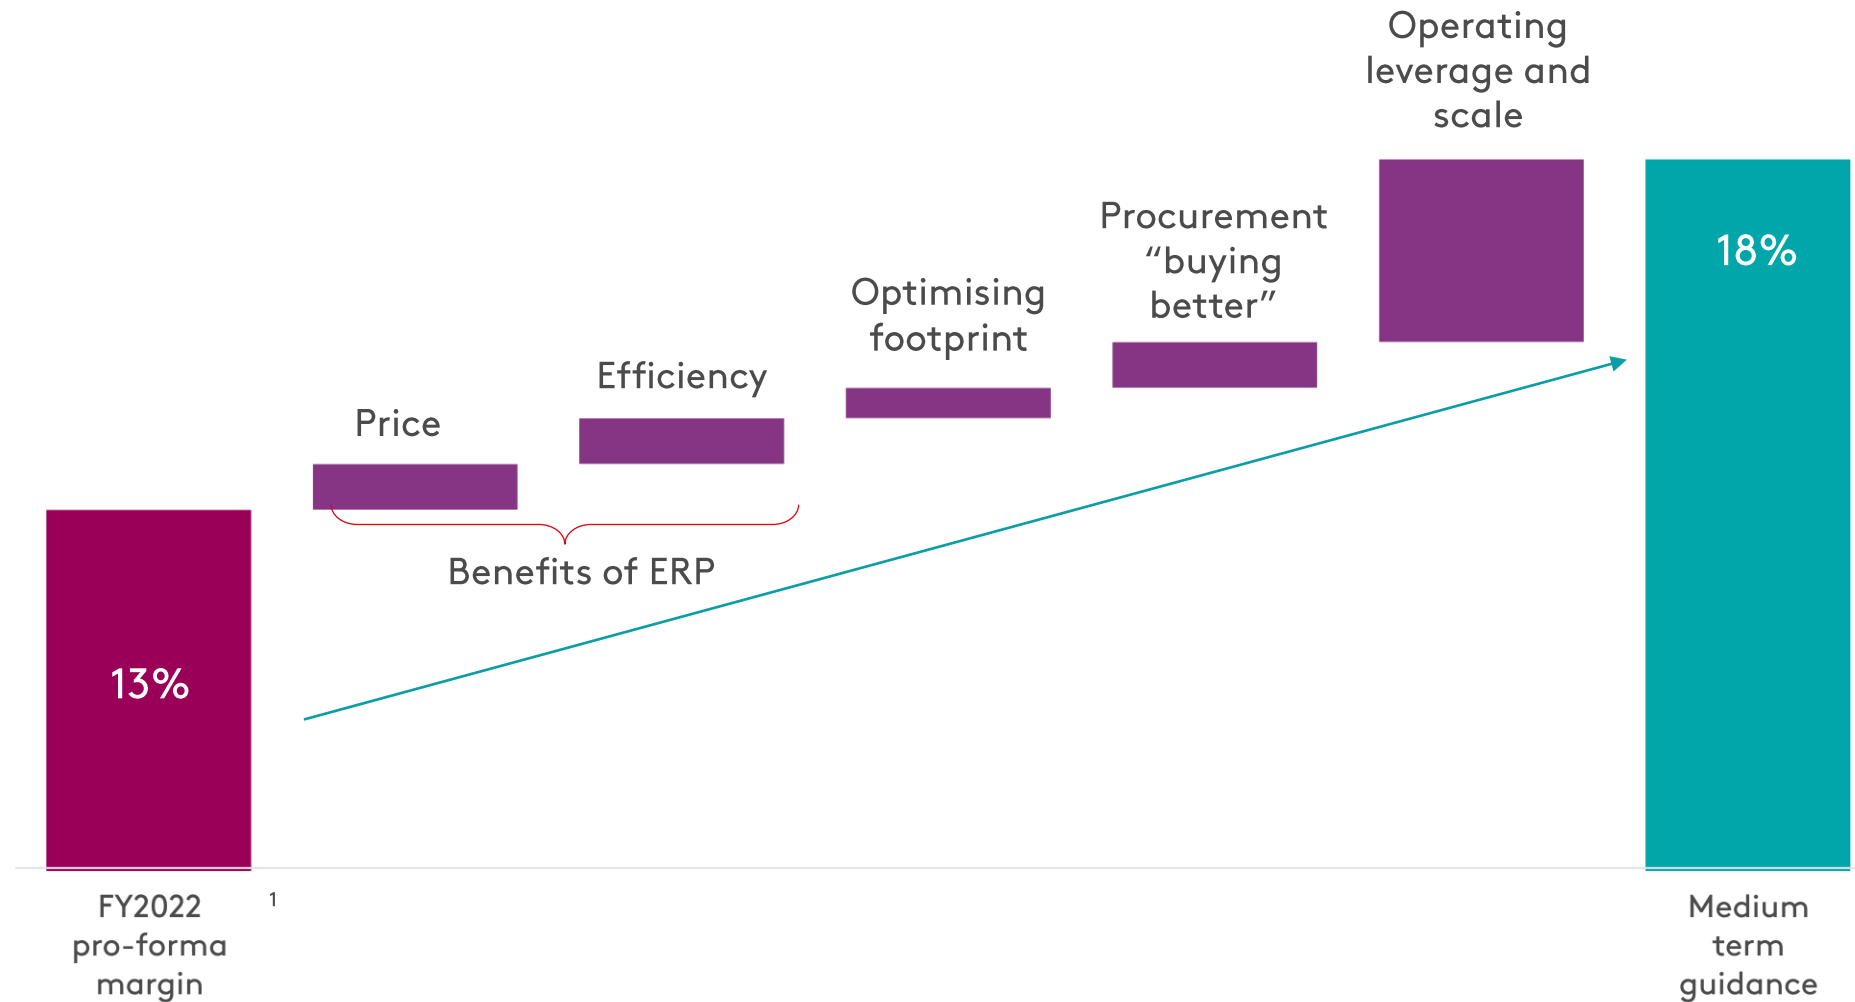 Operating
leverage and
scale
Procurement
“buying
better”
18%
Optimising
footprint
Efficiency
Price
Benefits of ERP
13%
FY2022
pro-forma
margin
1
Medium
term
guidance